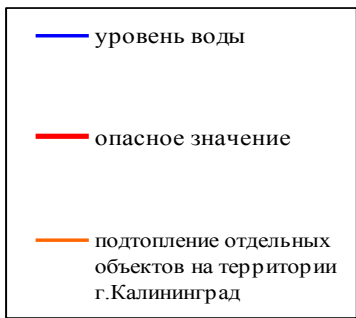 уровень воды
опасное значение
подтопление отдельных
объектов на территории
г.Калининград